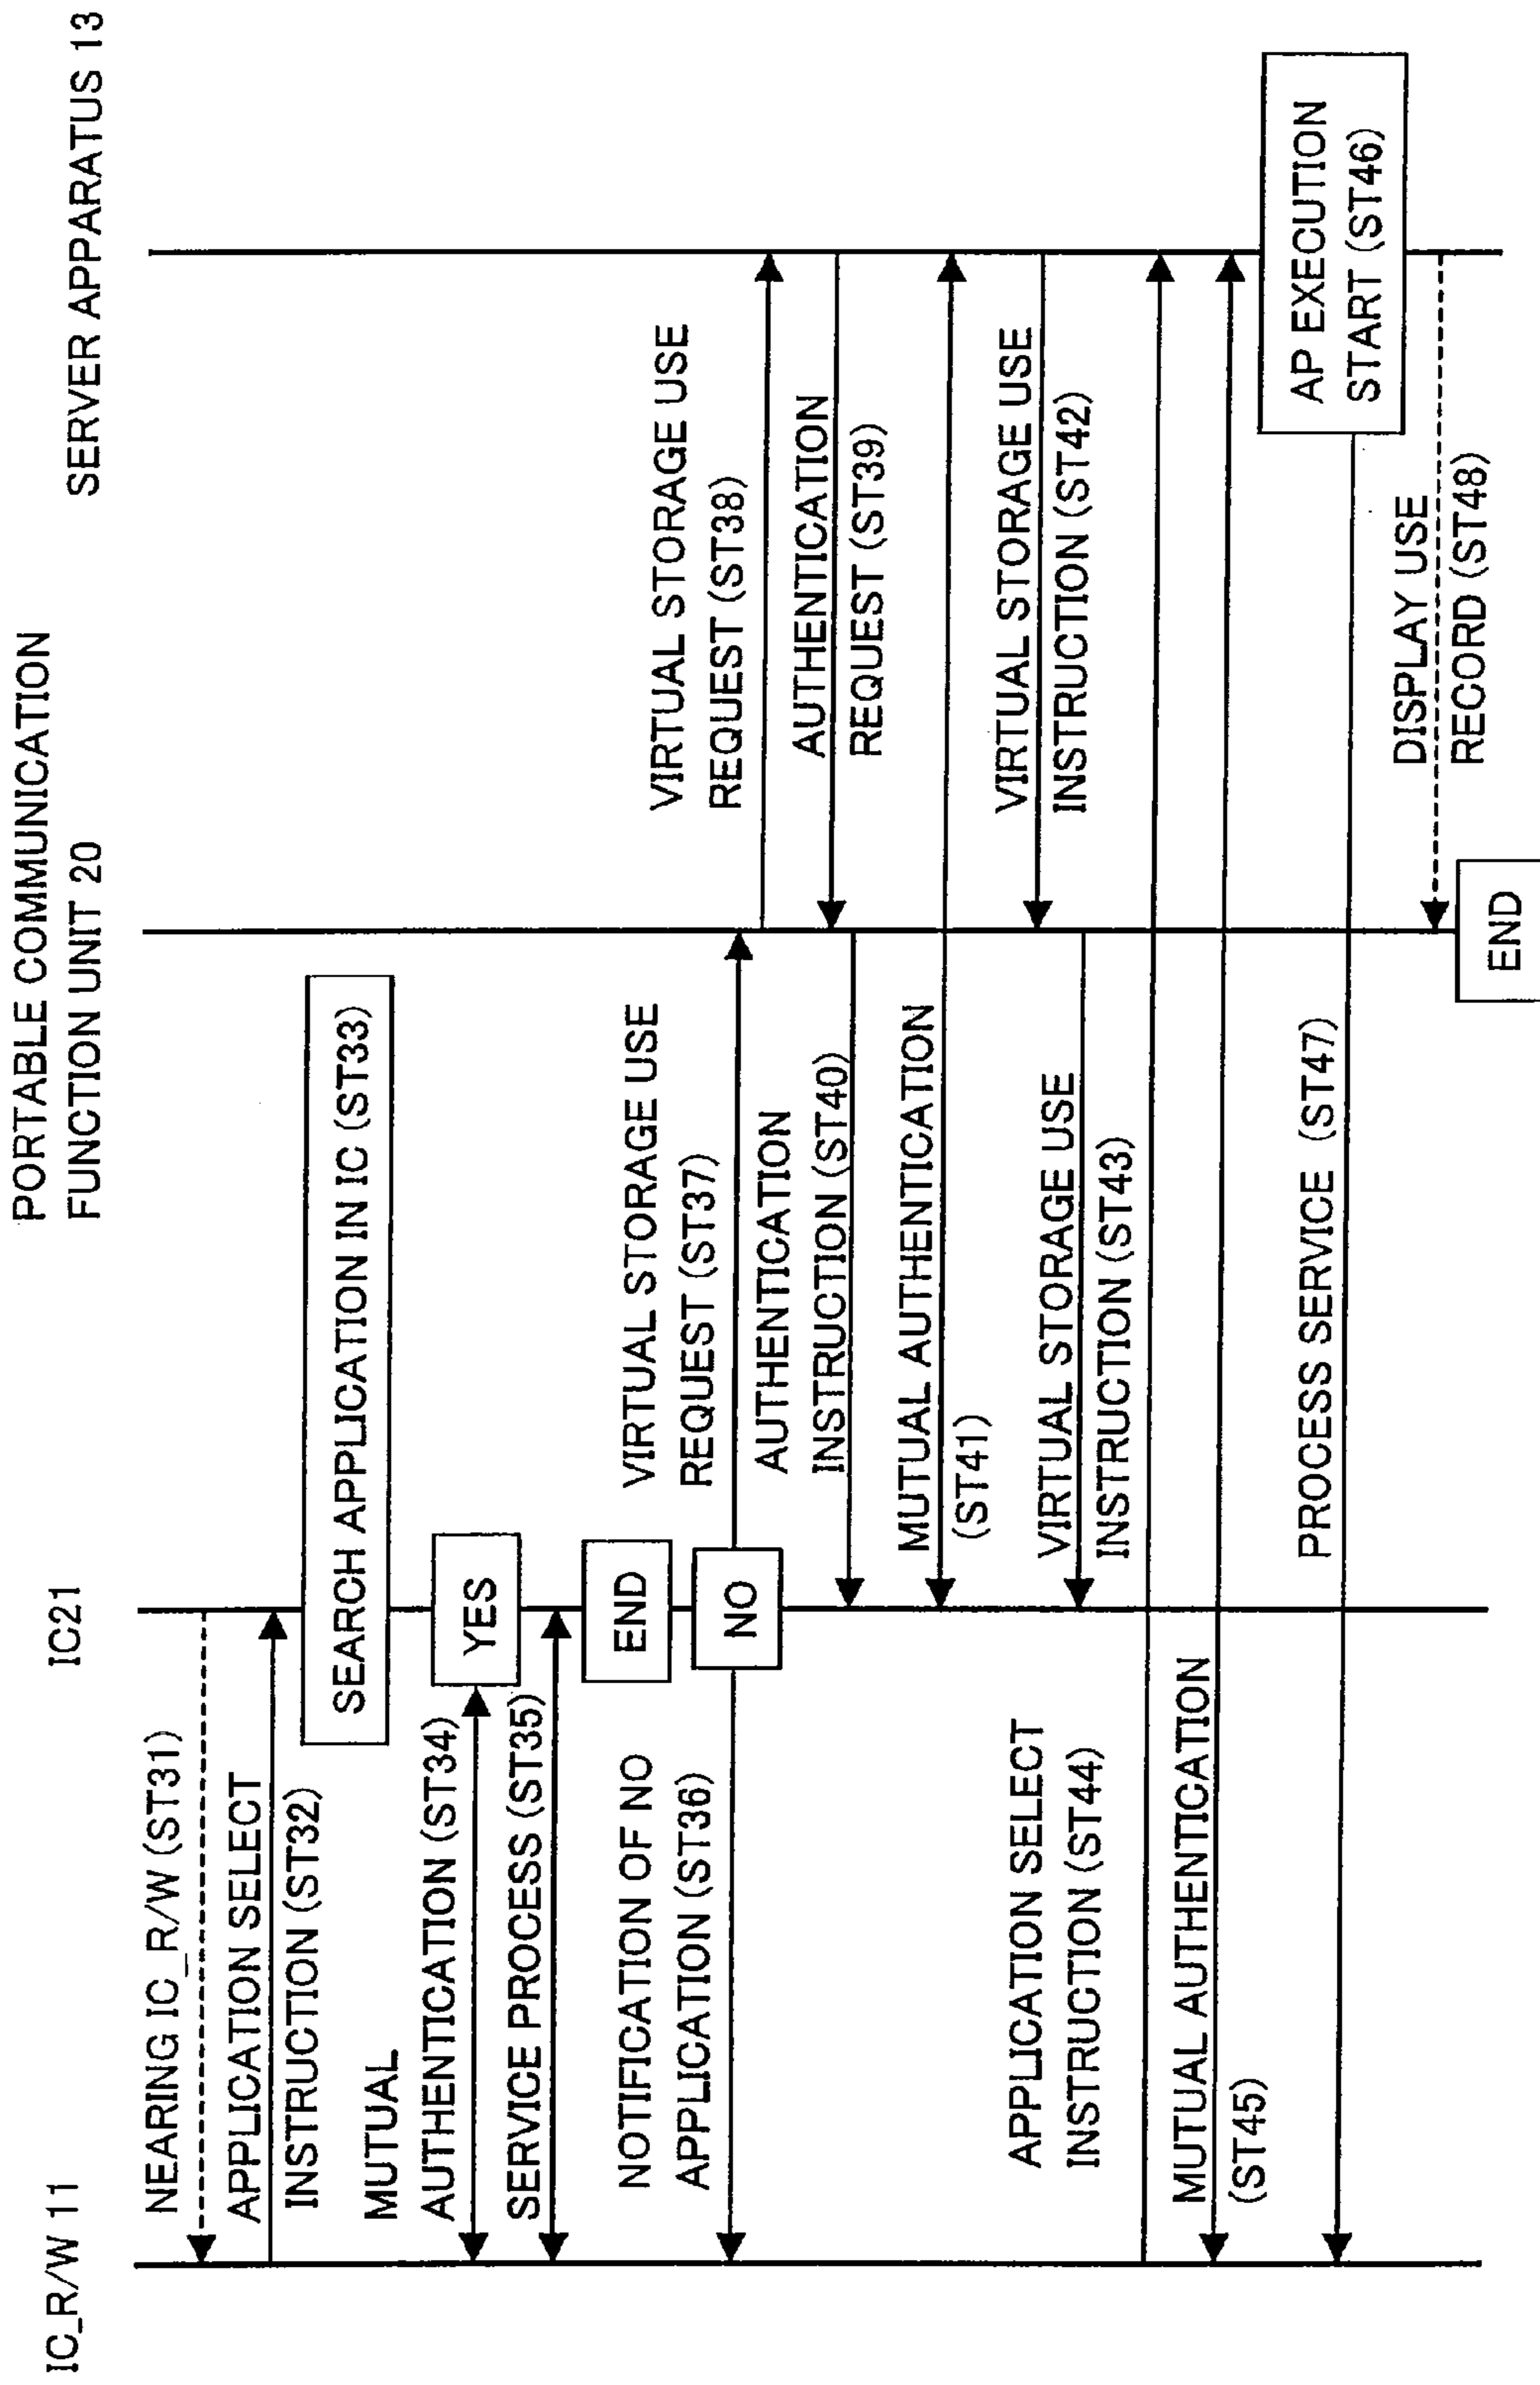 IC_R/W 11
IC21
PORTABLE COMMUNICATION
FUNCTION UNIT 20
SERVER APPARATUS 13
NEARING IC_R/W (ST31)
APPLICATION SELECT
INSTRUCTION (ST32)
SEARCH APPLICATION IN IC (ST33)
MUTUAL
AUTHENTICATION (ST34)
YES
SERVICE PROCESS (ST35)
END
NOTIFICATION OF NO
APPLICATION (ST36)
NO
VIRTUAL STORAGE USE
REQUEST (ST37)
VIRTUAL STORAGE USE
REQUEST (ST38)
AUTHENTICATION
REQUEST (ST39)
AUTHENTICATION
INSTRUCTION (ST40)
MUTUAL AUTHENTICATION
(ST41)
VIRTUAL STORAGE USE
INSTRUCTION (ST42)
VIRTUAL STORAGE USE
INSTRUCTION (ST43)
APPLICATION SELECT
INSTRUCTION (ST44)
MUTUAL AUTHENTICATION
(ST45)
AP EXECUTION
START (ST46)
PROCESS SERVICE (ST47)
DISPLAY USE
RECORD (ST48)
END